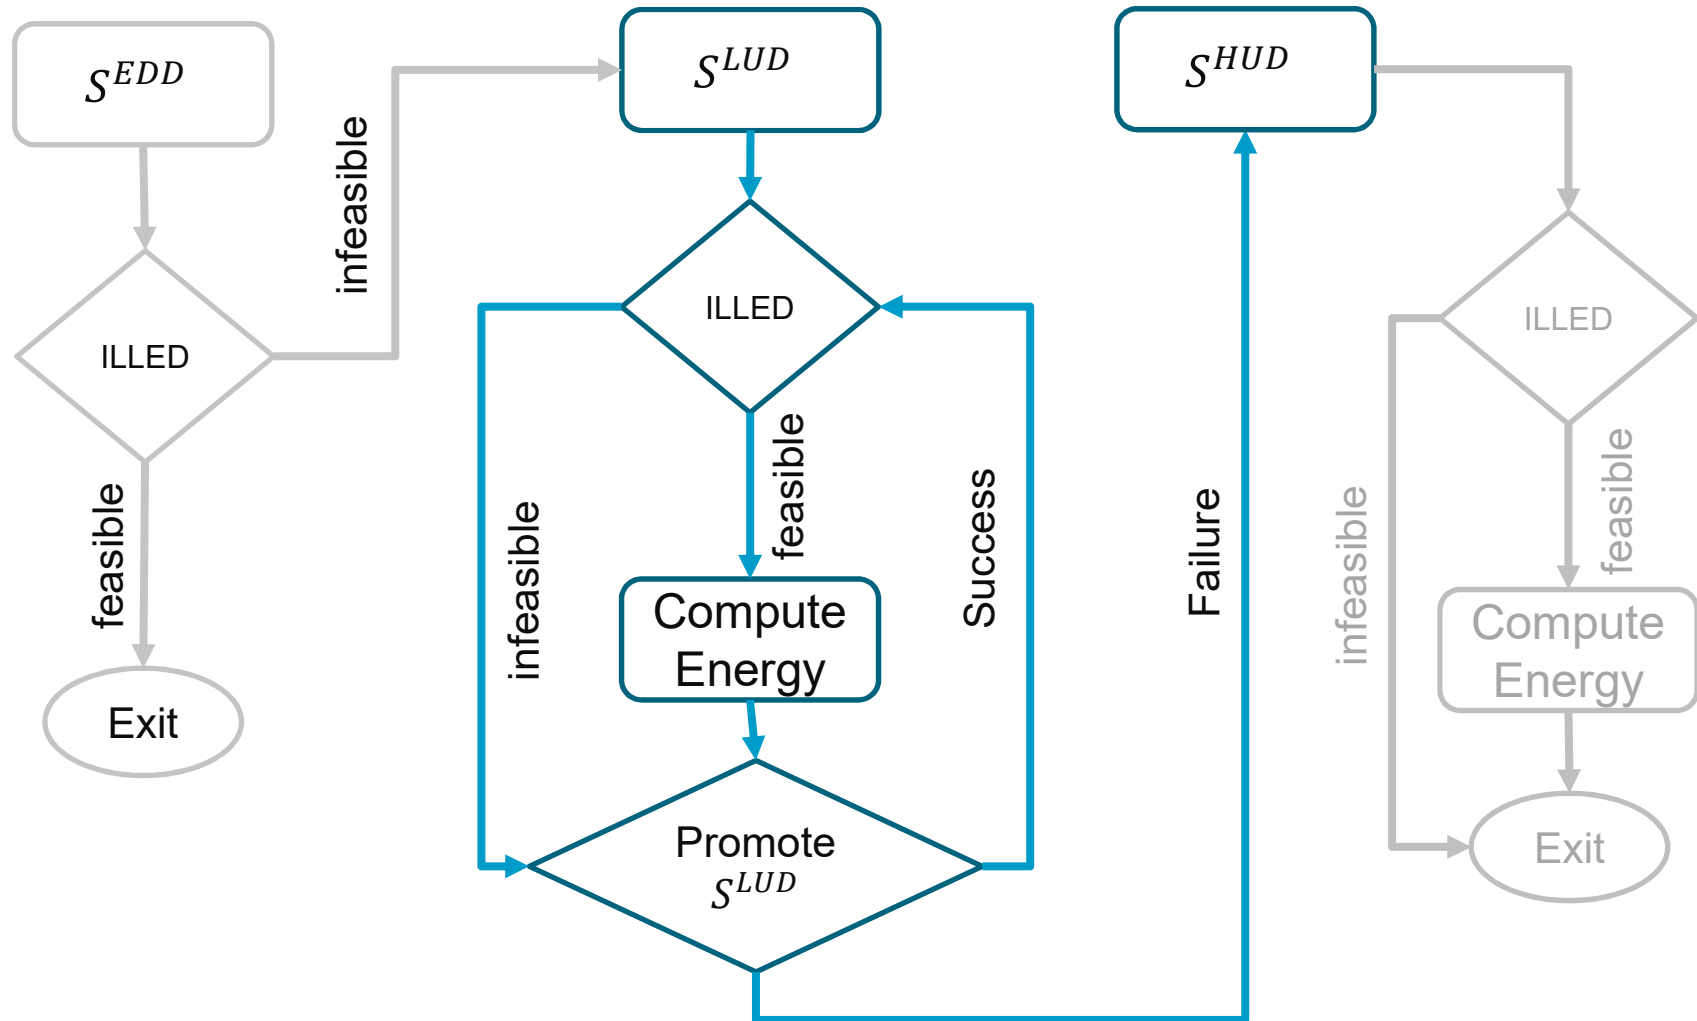 S^EDD
ILLED
feasible
Exit
infeasible
S^LUD
ILLED
infeasible
feasible
Success
Compute
Energy
Promote
S^LUD
Failure
S^HUD
ILLED
infeasible
feasible
Compute
Energy
Exit